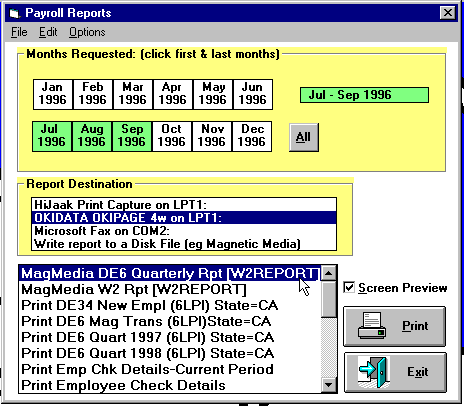 Payroll Reports
File Edit Options
Months Requested: (click first & last months)
Jan 1996 Feb 1996 Mar 1996 Apr 1996 May 1996 Jun 1996
Jul - Sep 1996
Jul 1996 Aug 1996 Sep 1996 Oct 1996 Nov 1996 Dec 1996
All
Report Destination
HiJaak Print Capture on LPT1:
OKIDATA OKIPAGE 4w on LPT1:
Microsoft Fax on COM2:
Write report to a Disk File (eg Magnetic Media)
MagMedia DE6 Quarterly Rpt [W2REPORT]
MagMedia W2 Rpt [W2REPORT]
Print DE34 New Empl (6LPI) State=CA
Print DE6 Mag Trans (6LPI)State=CA
Print DE6 Quart 1997 (6LPI) State=CA
Print DE6 Quart 1998 (6LPI) State=CA
Print Emp Chk Details-Current Period
Print Employee Check Details
Screen Preview
Print
Exit